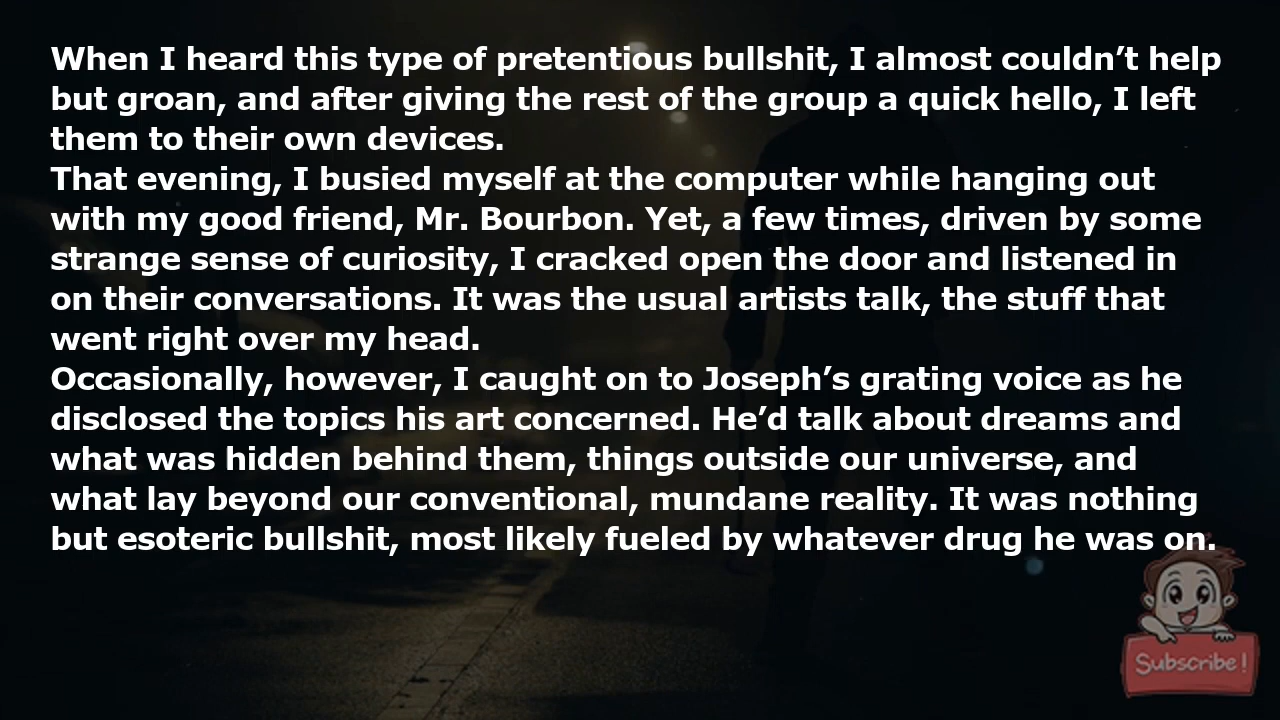 When I heard this type of pretentious bullshit, I almost couldn’t help
but groan, and after giving the rest of the group a quick hello, I left
them to their own devices.
That evening, I busied myself at the computer while hanging out
with my good friend, Mr. Bourbon. Yet, a few times, driven by some
strange sense of curiosity, I cracked open the door and listened in
on their conversations. It was the usual artists talk, the stuff that
went right over my head.
Occasionally, however, I caught on to Joseph’s grating voice as he
disclosed the topics his art concerned. He’d talk about dreams and
what was hidden behind them, things outside our universe, and
what lay beyond our conventional, mundane reality. It was nothing
but esoteric bullshit, most likely fueled by whatever drug he was on.
Subscribe!